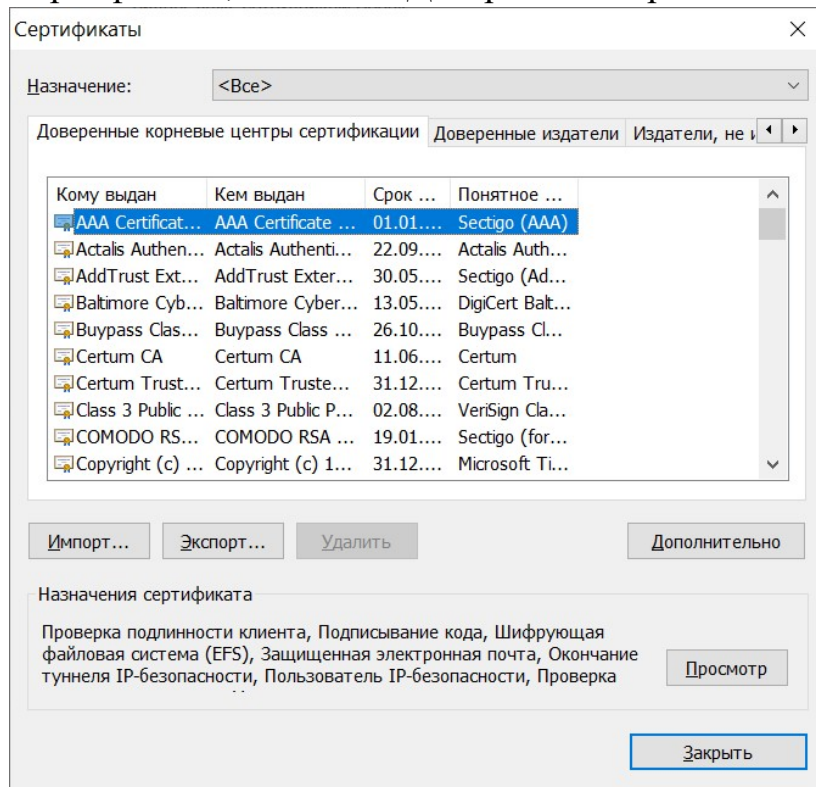 Сертификаты
Назначение: <Все>
Доверенные корневые центры сертификации Доверенные издатели Издатели, не
Кому выдан Кем выдан Срок ... Понятное ...
AAA Certificat... AAA Certificate ... 01.01.... Sectigo (AAA)
Actalis Authen... Actalis Authenti... 22.09.... Actalis Auth...
AddTrust Ext... AddTrust Exter... 30.05.... Sectigo (Ad...
Baltimore Cyb... Baltimore Cyber... 13.05.... DigiCert Balt...
Buypass Clas... Buypass Class ... 26.10.... Buypass Cl...
Certum CA Certum CA 11.06.... Certum
Certum Trust... Certum Truste... 31.12.... Certum Tru...
Class 3 Public ... Class 3 Public P... 02.08.... VeriSign Cla...
COMODO RS... COMODO RSA ... 19.01.... Sectigo (for...
Copyright (c) ... Copyright (c) 1... 31.12.... Microsoft Ti...
Импорт... Экспорт... Удалить Дополнительно
Назначения сертификата
Проверка подлинности клиента, Подписывание кода, Шифрующая
файловая система (EFS), Защищенная электронная почта, Окончание
туннеля IP-безопасности, Пользователь IP-безопасности, Проверка
Просмотр
Закрыть